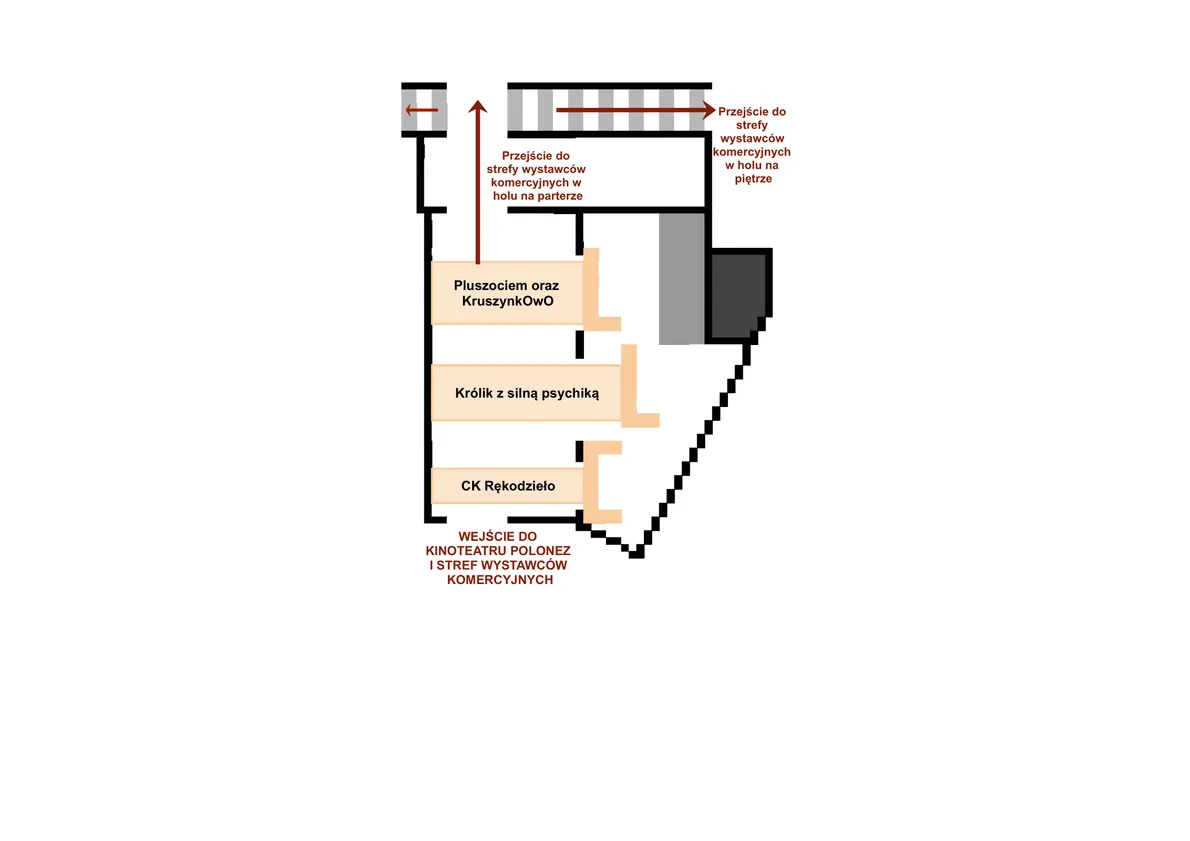 Przejście do
strefy
wystawców
komercyjnych
w holu na
piętrze
Przejście do
strefy wystawców
komercyjnych w
holu na parterze
Pluszociem oraz
KruszynkOwO
Królik z silną psychiką
CK Rękodzieło
WEJŚCIE DO
KINOTEATRU POLONEZ
I STREF WYSTAWCÓW
KOMERCYJNYCH